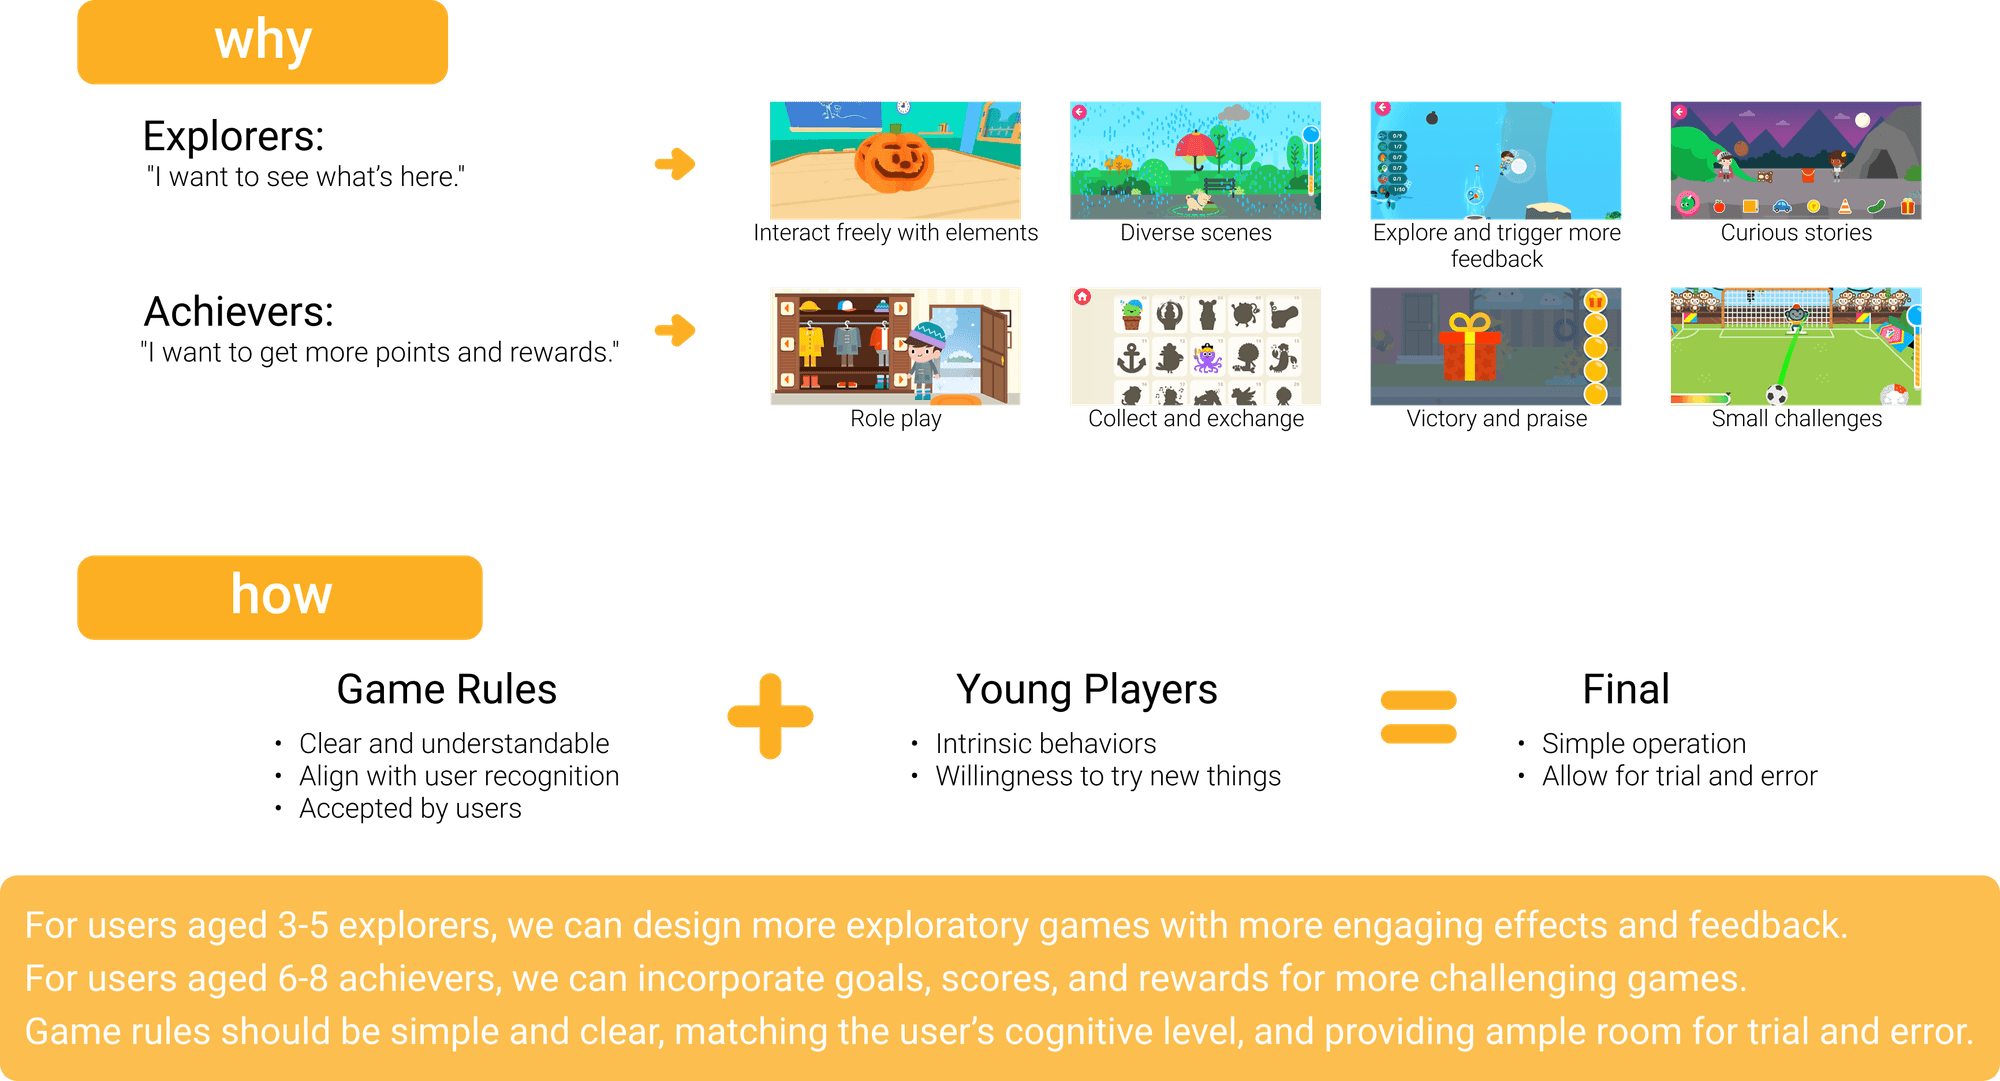 why
Explorers:
"I want to see what’s here."
Interact freely with elements
Diverse scenes
Explore and trigger more
feedback
Curious stories
Achievers:
"I want to get more points and rewards."
Role play
Collect and exchange
Victory and praise
Small challenges
how
Game Rules
• Clear and understandable
• Align with user recognition
• Accepted by users
Young Players
• Intrinsic behaviors
• Willingness to try new things
Final
• Simple operation
• Allow for trial and error
For users aged 3-5 explorers, we can design more exploratory games with more engaging effects and feedback.
For users aged 6-8 achievers, we can incorporate goals, scores, and rewards for more challenging games.
Game rules should be simple and clear, matching the user’s cognitive level, and providing ample room for trial and error.